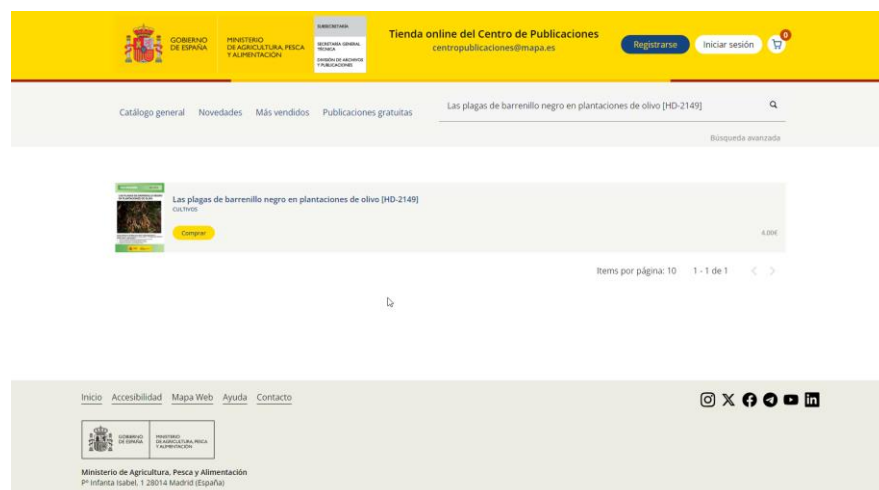 GOBIERNO
DE ESPAÑA
MINISTERIO
DE AGRICULTURA, PESCA
Y ALIMENTACIÓN
SUBSECRETARÍA
SECRETARÍA GENERAL
TÉCNICA
DIVISIÓN DE ARCHIVOS
Y PUBLICACIONES
Tienda online del Centro de Publicaciones
centropublicaciones@mapa.es
Registrarse
Iniciar sesión
0
Catálogo general Novedades Más vendidos Publicaciones gratuitas
Las plagas de barrenillo negro en plantaciones de olivo [HD-2149]
Búsqueda avanzada
Las plagas de barrenillo negro en plantaciones de olivo [HD-2149]
CULTIVOS
Comprar
4,00€
Items por página: 10 1 - 1 de 1
Inicio Accesibilidad Mapa Web Ayuda Contacto
GOBIERNO
DE ESPAÑA
MINISTERIO
DE AGRICULTURA, PESCA
Y ALIMENTACIÓN
Ministerio de Agricultura, Pesca y Alimentación
Pº Infanta Isabel, 1 28014 Madrid (España)